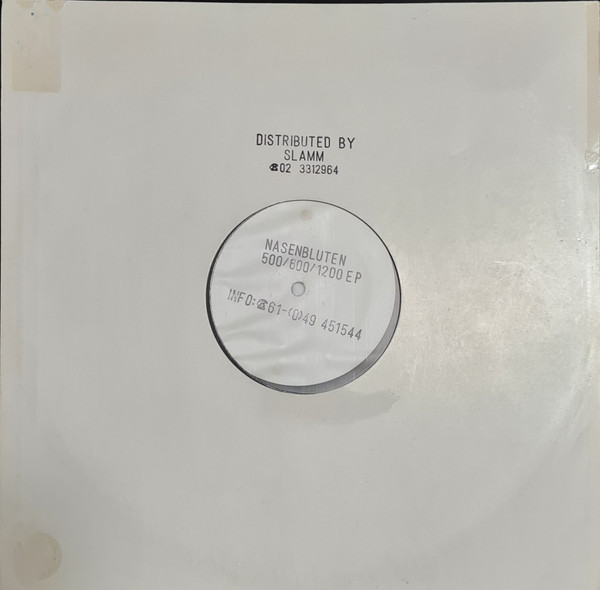 DISTRIBUTED BY
SLAMM
☎02 3312964
NASENBLUTEN
500/600/1200 EP
INFO:☎61-(0)49 451544